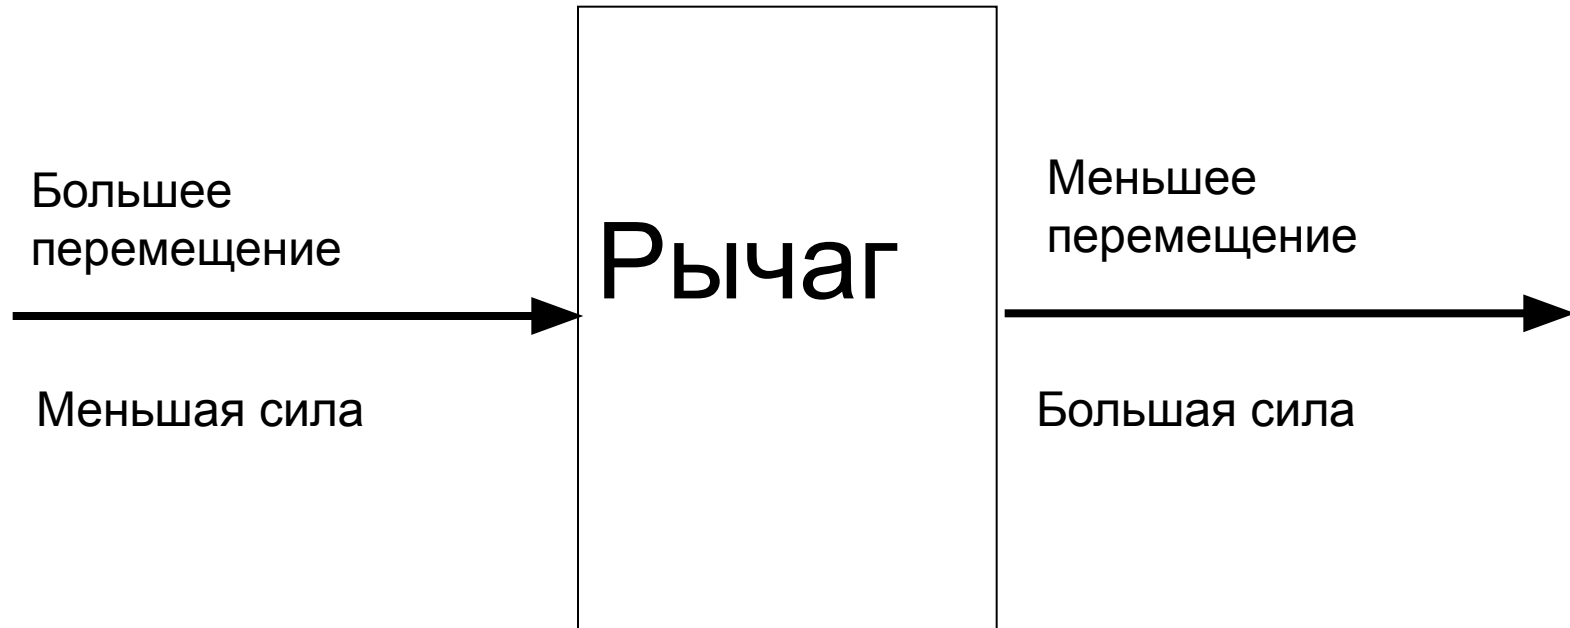 Большее
перемещение
Меньшая сила
Рычаг
Меньшее
перемещение
Большая сила